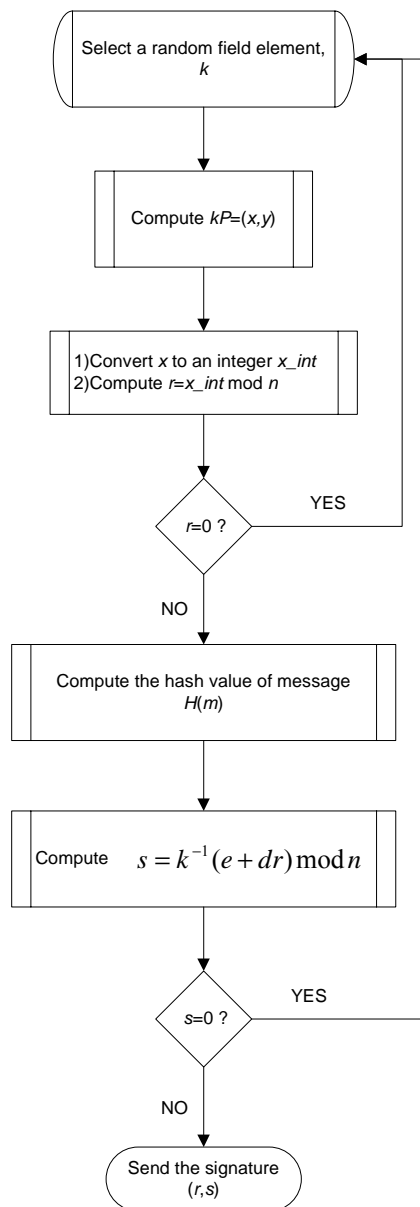 Select a random field element,
k
Compute kP=(x,y)
1)Convert x to an integer x_int
2)Compute r=x_int mod n
r=0 ?
YES
NO
Compute the hash value of message
H(m)
Compute s = k⁻¹(e + dr) mod n
s=0 ?
YES
NO
Send the signature
(r,s)